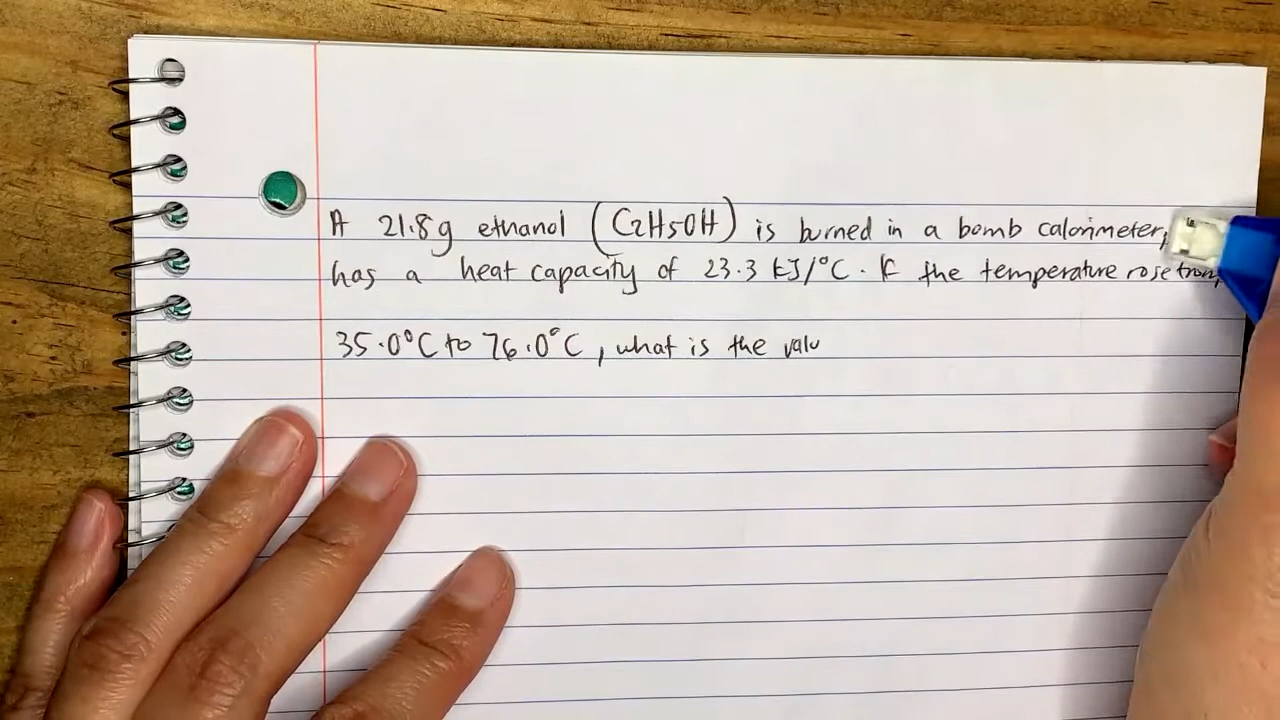 A 21.8g ethanol (C2H5OH) is burned in a bomb calorimeter,
has a heat capacity of 23.3 kJ/°C. If the temperature rose from
35.0°C to 76.0°C, what is the valu